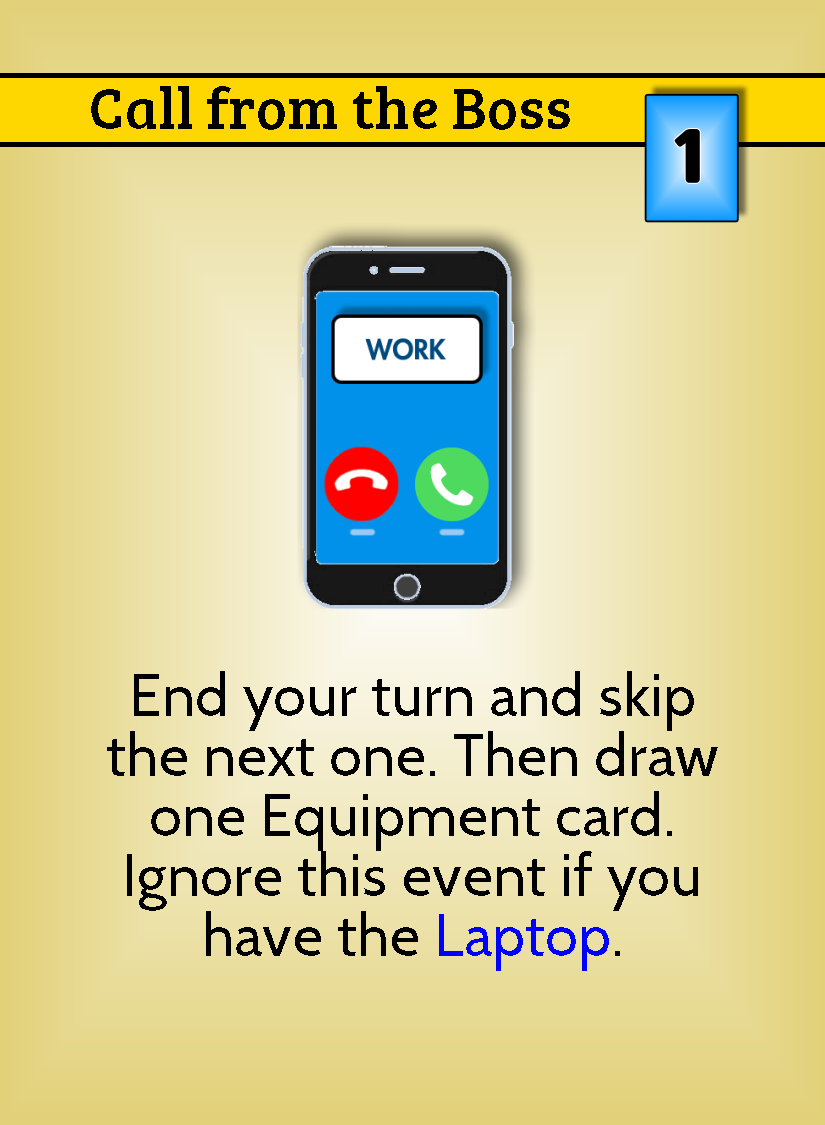 Call from the Boss
1
WORK
End your turn and skip
the next one. Then draw
one Equipment card.
Ignore this event if you
have the Laptop.